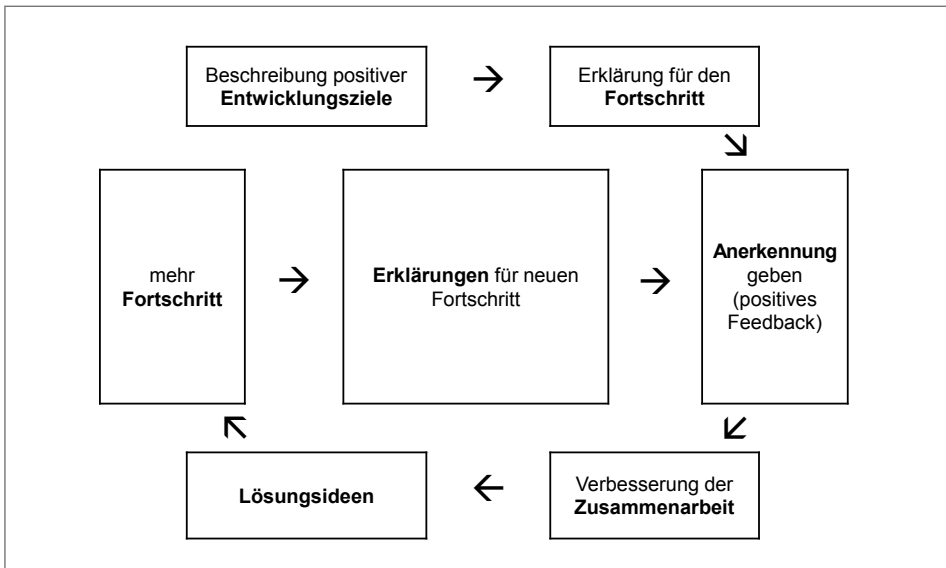 Beschreibung positiver
Entwicklungsziele
→
Erklärung für den
Fortschritt
↘
mehr
Fortschritt
→
Erklärungen für neuen
Fortschritt
→
Anerkennung
geben
(positives
Feedback)
↖
↙
Lösungsideen
←
Verbesserung der
Zusammenarbeit